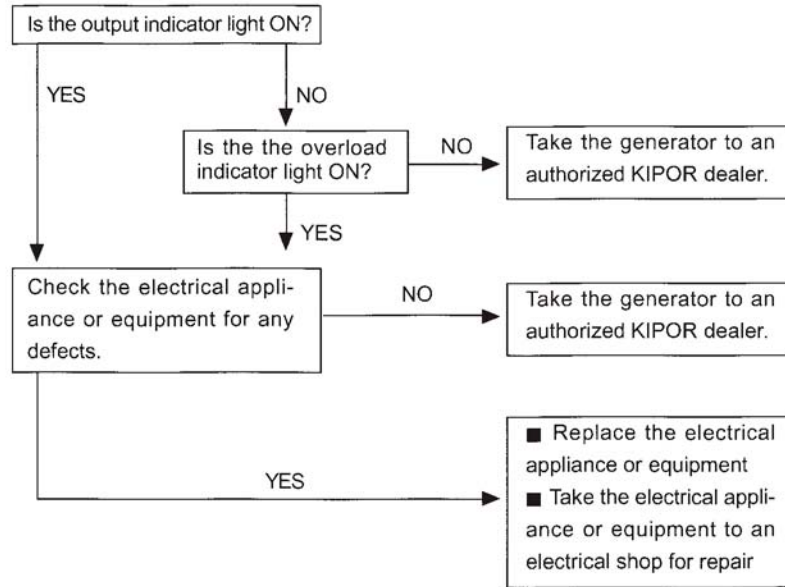 Is the output indicator light ON?
YES
NO
Is the the overload
indicator light ON?
NO
Take the generator to an
authorized KIPOR dealer.
YES
Check the electrical appli-
ance or equipment for any
defects.
NO
Take the generator to an
authorized KIPOR dealer.
YES
■ Replace the electrical
appliance or equipment
■ Take the electrical appli-
ance or equipment to an
electrical shop for repair